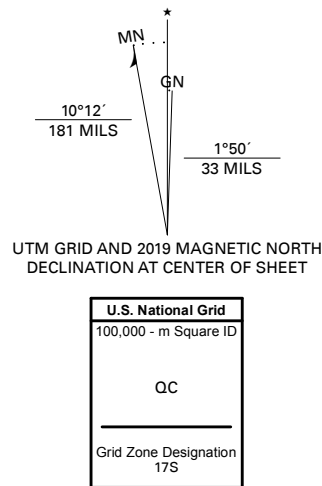 ★
MN
GN
10°12´
181 MILS
1°50´
33 MILS
UTM GRID AND 2019 MAGNETIC NORTH
DECLINATION AT CENTER OF SHEET
U.S. National Grid
100,000 - m Square ID
QC
Grid Zone Designation
17S